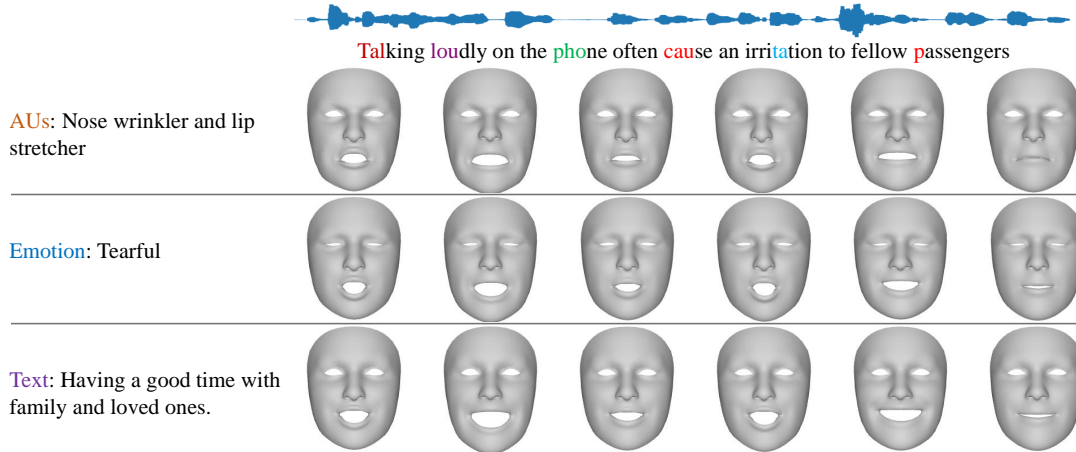 Talking loudly on the phone often cause an irritation to fellow passengers
AUs: Nose wrinkler and lip
stretcher
Emotion: Tearful
Text: Having a good time with
family and loved ones.